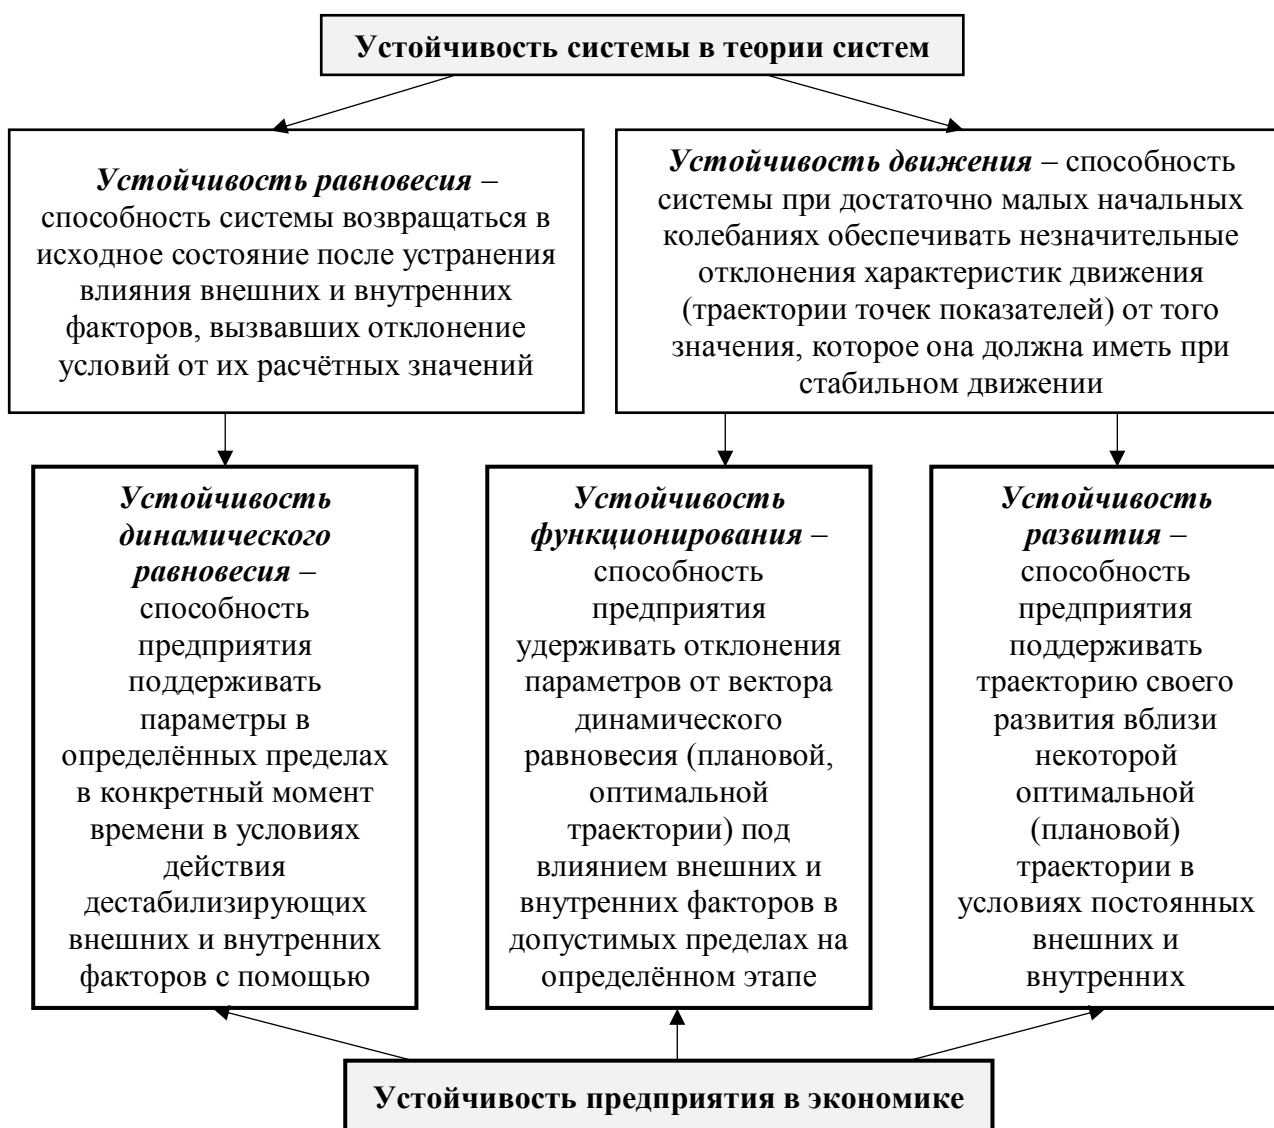 Устойчивость системы в теории систем
Устойчивость равновесия –
способность системы возвращаться в
исходное состояние после устранения
влияния внешних и внутренних
факторов, вызвавших отклонение
условий от их расчётных значений
Устойчивость движения – способность
системы при достаточно малых начальных
колебаниях обеспечивать незначительные
отклонения характеристик движения
(траектории точек показателей) от того
значения, которое она должна иметь при
стабильном движении
Устойчивость
динамического
равновесия –
способность
предприятия
поддерживать
параметры в
определённых пределах
в конкретный момент
времени в условиях
действия
дестабилизирующих
внешних и внутренних
факторов с помощью
Устойчивость
функционирования –
способность
предприятия
удерживать отклонения
параметров от вектора
динамического
равновесия (плановой,
оптимальной
траектории) под
влиянием внешних и
внутренних факторов в
допустимых пределах на
определённом этапе
Устойчивость
развития –
способность
предприятия
поддерживать
траекторию своего
развития вблизи
некоторой
оптимальной
(плановой)
траектории в
условиях постоянных
внешних и
внутренних
Устойчивость предприятия в экономике